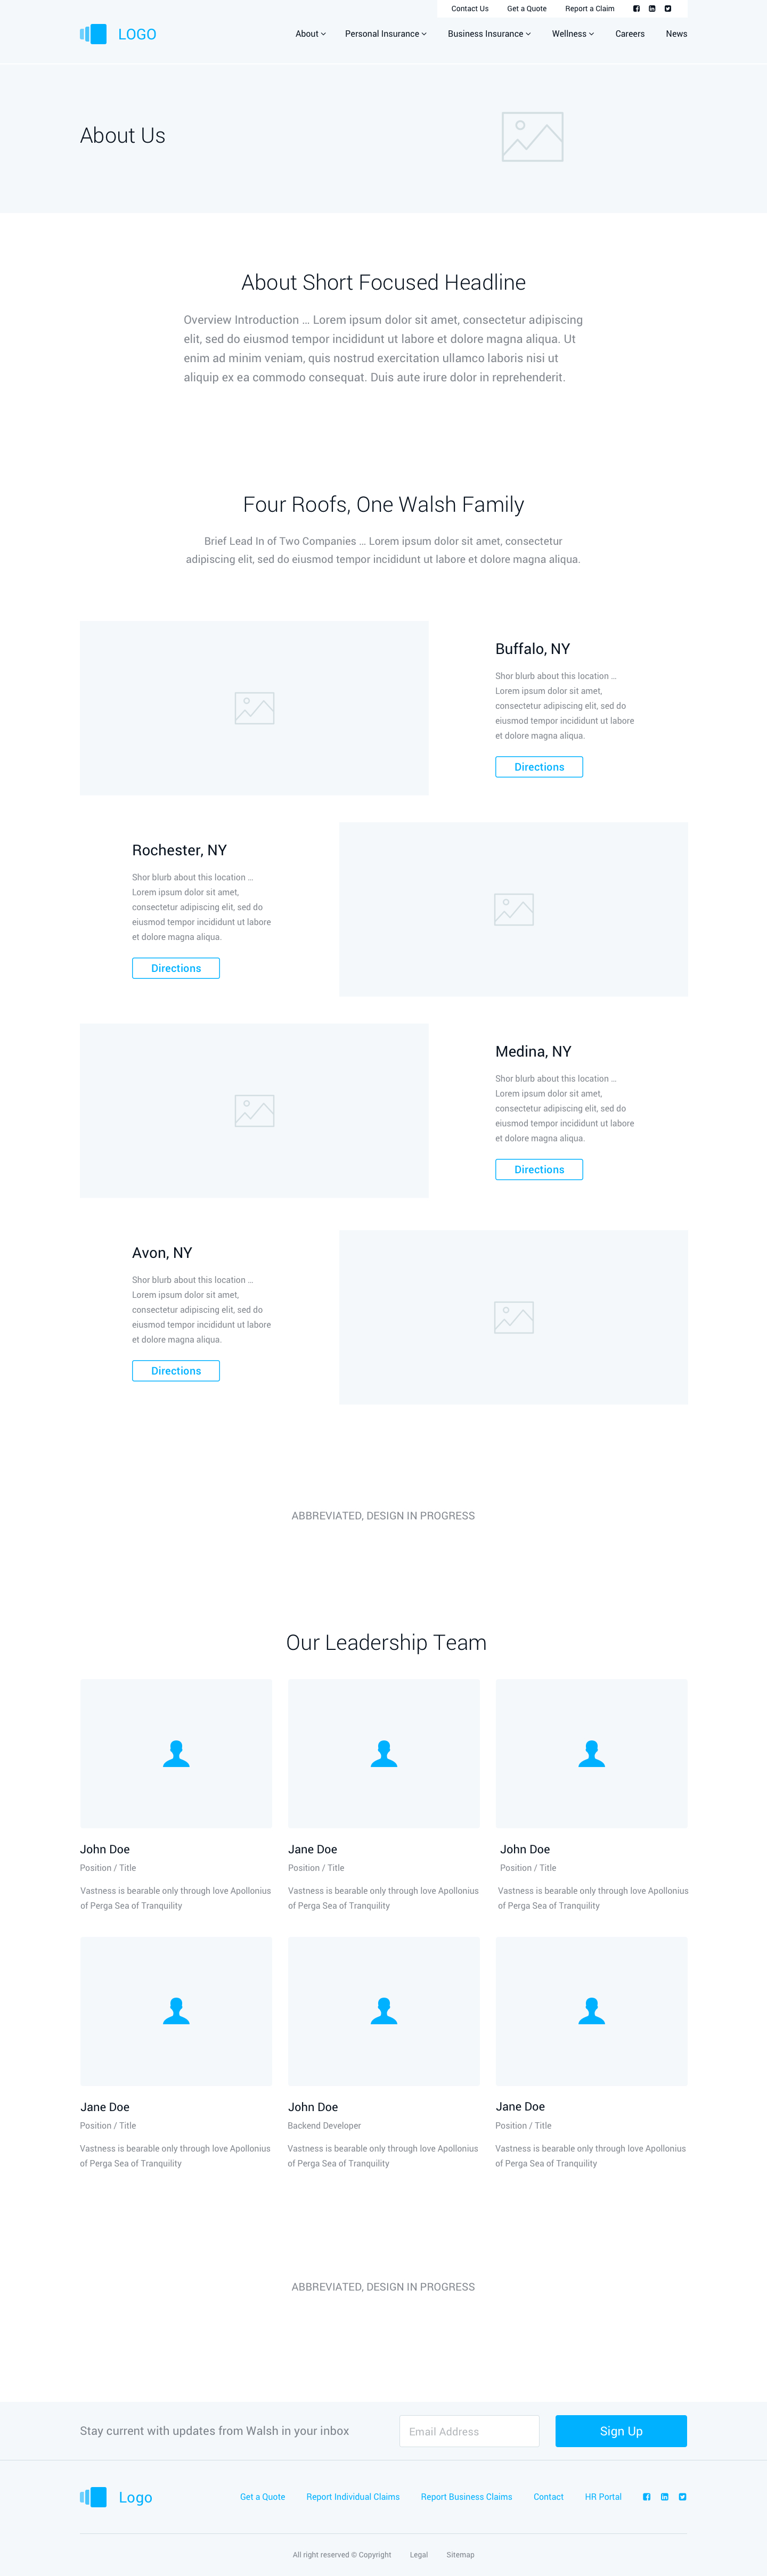 Contact Us Get a Quote Report a Claim
LOGO
About Personal Insurance Business Insurance Wellness Careers News
About Us
About Short Focused Headline
Overview Introduction ... Lorem ipsum dolor sit amet, consectetur adipiscing
elit, sed do eiusmod tempor incididunt ut labore et dolore magna aliqua. Ut
enim ad minim veniam, quis nostrud exercitation ullamco laboris nisi ut
aliquip ex ea commodo consequat. Duis aute irure dolor in reprehenderit.
Four Roofs, One Walsh Family
Brief Lead In of Two Companies ... Lorem ipsum dolor sit amet, consectetur
adipiscing elit, sed do eiusmod tempor incididunt ut labore et dolore magna aliqua.
Buffalo, NY
Shor blurb about this location ...
Lorem ipsum dolor sit amet,
consectetur adipiscing elit, sed do
eiusmod tempor incididunt ut labore
et dolore magna aliqua.
Directions
Rochester, NY
Shor blurb about this location ...
Lorem ipsum dolor sit amet,
consectetur adipiscing elit, sed do
eiusmod tempor incididunt ut labore
et dolore magna aliqua.
Directions
Medina, NY
Shor blurb about this location ...
Lorem ipsum dolor sit amet,
consectetur adipiscing elit, sed do
eiusmod tempor incididunt ut labore
et dolore magna aliqua.
Directions
Avon, NY
Shor blurb about this location ...
Lorem ipsum dolor sit amet,
consectetur adipiscing elit, sed do
eiusmod tempor incididunt ut labore
et dolore magna aliqua.
Directions
ABBREVIATED, DESIGN IN PROGRESS
Our Leadership Team
John Doe
Position / Title
Vastness is bearable only through love Apollonius
of Perga Sea of Tranquility
Jane Doe
Position / Title
Vastness is bearable only through love Apollonius
of Perga Sea of Tranquility
John Doe
Position / Title
Vastness is bearable only through love Apollonius
of Perga Sea of Tranquility
Jane Doe
Position / Title
Vastness is bearable only through love Apollonius
of Perga Sea of Tranquility
John Doe
Backend Developer
Vastness is bearable only through love Apollonius
of Perga Sea of Tranquility
Jane Doe
Position / Title
Vastness is bearable only through love Apollonius
of Perga Sea of Tranquility
ABBREVIATED, DESIGN IN PROGRESS
Stay current with updates from Walsh in your inbox Email Address Sign Up
Logo Get a Quote Report Individual Claims Report Business Claims Contact HR Portal
All right reserved © Copyright Legal Sitemap